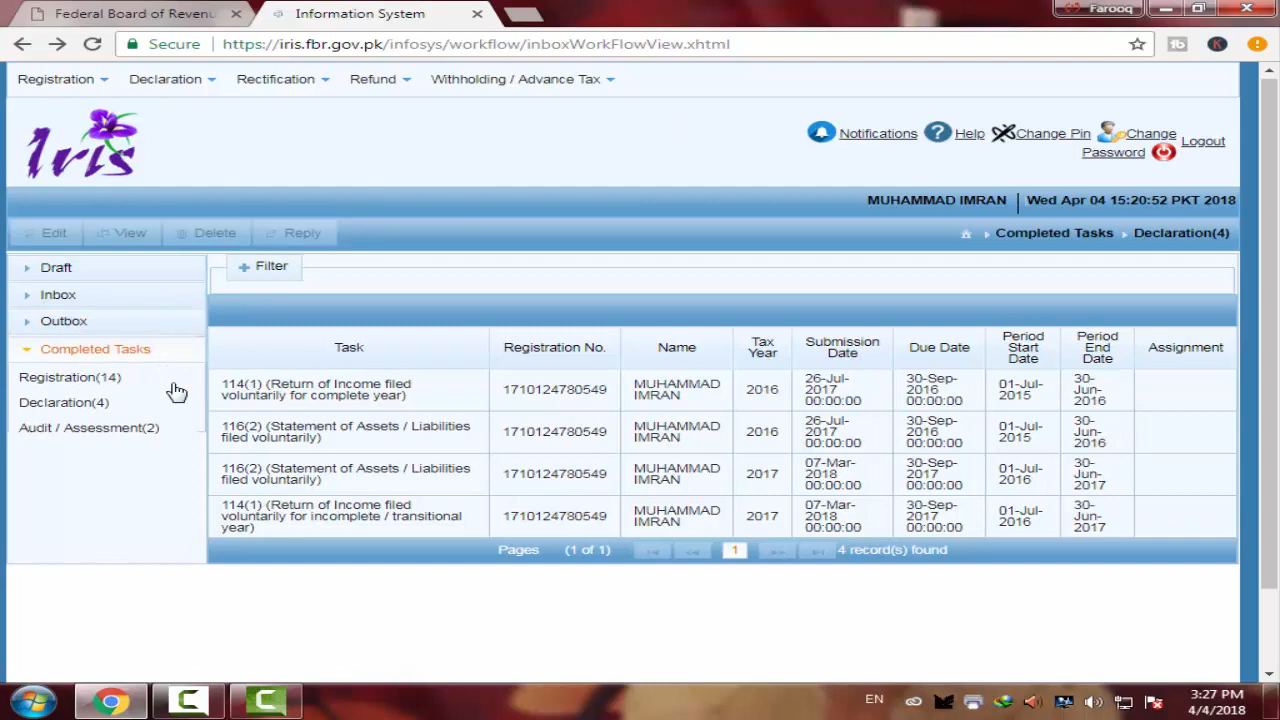 Federal Board of Revenu
Information System
Farooq
Secure
https://iris.fbr.gov.pk/infosys/workflow/inboxWorkFlowView.xhtml
Registration
Declaration
Rectification
Refund
Withholding / Advance Tax
Iris
Notifications
Help
Change Pin
Change
Password
Logout
MUHAMMAD IMRAN
Wed Apr 04 15:20:52 PKT 2018
Edit
View
Delete
Reply
Completed Tasks
Declaration(4)
Draft
Inbox
Outbox
Completed Tasks
Registration(14)
Declaration(4)
Audit / Assessment(2)
Filter
Task
Registration No.
Name
Tax
Year
Submission
Date
Due Date
Period
Start
Date
Period
End
Date
Assignment
114(1) (Return of Income filed
voluntarily for complete year)
1710124780549
MUHAMMAD
IMRAN
2016
26-Jul-
2017
00:00:00
30-Sep-
2016
00:00:00
01-Jul-
2015
30-
Jun-
2016
116(2) (Statement of Assets / Liabilities
filed voluntarily)
1710124780549
MUHAMMAD
IMRAN
2016
26-Jul-
2017
00:00:00
30-Sep-
2016
00:00:00
01-Jul-
2015
30-
Jun-
2016
116(2) (Statement of Assets / Liabilities
filed voluntarily)
1710124780549
MUHAMMAD
IMRAN
2017
07-Mar-
2018
00:00:00
30-Sep-
2017
00:00:00
01-Jul-
2016
30-
Jun-
2017
114(1) (Return of Income filed
voluntarily for incomplete / transitional
year)
1710124780549
MUHAMMAD
IMRAN
2017
07-Mar-
2018
00:00:00
30-Sep-
2017
00:00:00
01-Jul-
2016
30-
Jun-
2017
Pages (1 of 1)
1
4 record(s) found
EN
3:27 PM
4/4/2018